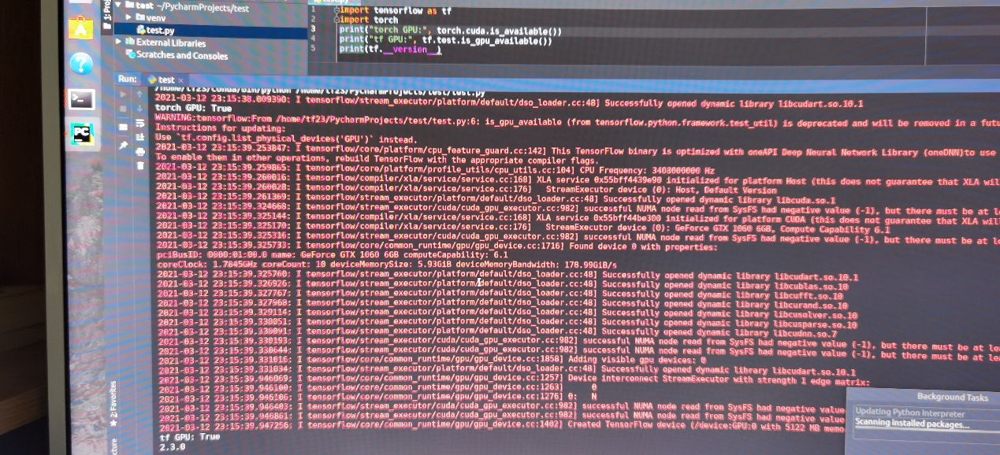 test ~/PycharmProjects/test
venv
test.py
External Libraries
Scratches and Consoles
1 import tensorflow as tf
2 import torch
3 print("torch GPU:", torch.cuda.is_available())
4 print("tf GPU:", tf.test.is_gpu_available())
5 print(tf.__version__)
Run: test
2021-03-12 23:15:38.009390: I tensorflow/stream_executor/platform/default/dso_loader.cc:48] Successfully opened dynamic library libcudart.so.10.1
torch GPU: True
WARNING:tensorflow:From /home/tf23/PycharmProjects/test/test.py:6: is_gpu_available (from tensorflow.python.framework.test_util) is deprecated and will be removed in a futu
Instructions for updating:
Use `tf.config.list_physical_devices('GPU')` instead.
2021-03-12 23:15:39.253847: I tensorflow/core/platform/cpu_feature_guard.cc:142] This TensorFlow binary is optimized with oneAPI Deep Neural Network Library (oneDNN)to use
To enable them in other operations, rebuild TensorFlow with the appropriate compiler flags.
2021-03-12 23:15:39.259865: I tensorflow/core/platform/profile_utils/cpu_utils.cc:104] CPU Frequency: 3408000000 Hz
2021-03-12 23:15:39.260016: I tensorflow/compiler/xla/service/service.cc:168] XLA service 0x55bff4439e90 initialized for platform Host (this does not guarantee that XLA wil
2021-03-12 23:15:39.260028: I tensorflow/compiler/xla/service/service.cc:176] StreamExecutor device (0): Host, Default Version
2021-03-12 23:15:39.261369: I tensorflow/stream_executor/platform/default/dso_loader.cc:48] Successfully opened dynamic library libcuda.so.1
2021-03-12 23:15:39.324668: I tensorflow/stream_executor/cuda/cuda_gpu_executor.cc:982] successful NUMA node read from SysFS had negative value (-1), but there must be at le
2021-03-12 23:15:39.325144: I tensorflow/compiler/xla/service/service.cc:168] XLA service 0x55bff44be300 initialized for platform CUDA (this does not guarantee that XLA wil
2021-03-12 23:15:39.325170: I tensorflow/compiler/xla/service/service.cc:176] StreamExecutor device (0): GeForce GTX 1060 6GB, Compute Capability 6.1
2021-03-12 23:15:39.325316: I tensorflow/stream_executor/cuda/cuda_gpu_executor.cc:982] successful NUMA node read from SysFS had negative value (-1), but there must be at le
2021-03-12 23:15:39.325733: I tensorflow/core/common_runtime/gpu/gpu_device.cc:1716] Found device 0 with properties:
pciBusID: 0000:01:00.0 name: GeForce GTX 1060 6GB computeCapability: 6.1
coreClock: 1.7845GHz coreCount: 10 deviceMemorySize: 5.93GiB deviceMemoryBandwidth: 178.99GiB/s
2021-03-12 23:15:39.325760: I tensorflow/stream_executor/platform/default/dso_loader.cc:48] Successfully opened dynamic library libcudart.so.10.1
2021-03-12 23:15:39.326926: I tensorflow/stream_executor/platform/default/dso_loader.cc:48] Successfully opened dynamic library libcublas.so.10
2021-03-12 23:15:39.327767: I tensorflow/stream_executor/platform/default/dso_loader.cc:48] Successfully opened dynamic library libcufft.so.10
2021-03-12 23:15:39.327968: I tensorflow/stream_executor/platform/default/dso_loader.cc:48] Successfully opened dynamic library libcurand.so.10
2021-03-12 23:15:39.329114: I tensorflow/stream_executor/platform/default/dso_loader.cc:48] Successfully opened dynamic library libcusolver.so.10
2021-03-12 23:15:39.330051: I tensorflow/stream_executor/platform/default/dso_loader.cc:48] Successfully opened dynamic library libcusparse.so.10
2021-03-12 23:15:39.330091: I tensorflow/stream_executor/platform/default/dso_loader.cc:48] Successfully opened dynamic library libcudnn.so.7
2021-03-12 23:15:39.330193: I tensorflow/stream_executor/cuda/cuda_gpu_executor.cc:982] successful NUMA node read from SysFS had negative value (-1), but there must be at le
2021-03-12 23:15:39.330644: I tensorflow/stream_executor/cuda/cuda_gpu_executor.cc:982] successful NUMA node read from SysFS had negative value (-1), but there must be at le
2021-03-12 23:15:39.331016: I tensorflow/core/common_runtime/gpu/gpu_device.cc:1858] Adding visible gpu devices: 0
2021-03-12 23:15:39.331034: I tensorflow/stream_executor/platform/default/dso_loader.cc:48] Successfully opened dynamic library libcudart.so.10.1
2021-03-12 23:15:39.946069: I tensorflow/core/common_runtime/gpu/gpu_device.cc:1257] Device interconnect StreamExecutor with strength 1 edge matrix:
2021-03-12 23:15:39.946100: I tensorflow/core/common_runtime/gpu/gpu_device.cc:1263] 0
2021-03-12 23:15:39.946106: I tensorflow/core/common_runtime/gpu/gpu_device.cc:1276] 0: N
2021-03-12 23:15:39.946403: I tensorflow/stream_executor/cuda/cuda_gpu_executor.cc:982] successful NUMA node read from SysFS had negative value
2021-03-12 23:15:39.946861: I tensorflow/stream_executor/cuda/cuda_gpu_executor.cc:982] successful NUMA node read from SysFS had negative value
2021-03-12 23:15:39.947256: I tensorflow/core/common_runtime/gpu/gpu_device.cc:1402] Created TensorFlow device (/device:GPU:0 with 5122 MB memo
tf GPU: True
2.3.0
Background Tasks
Updating Python Interpreter
Scanning installed packages...
2: Favorites
PC